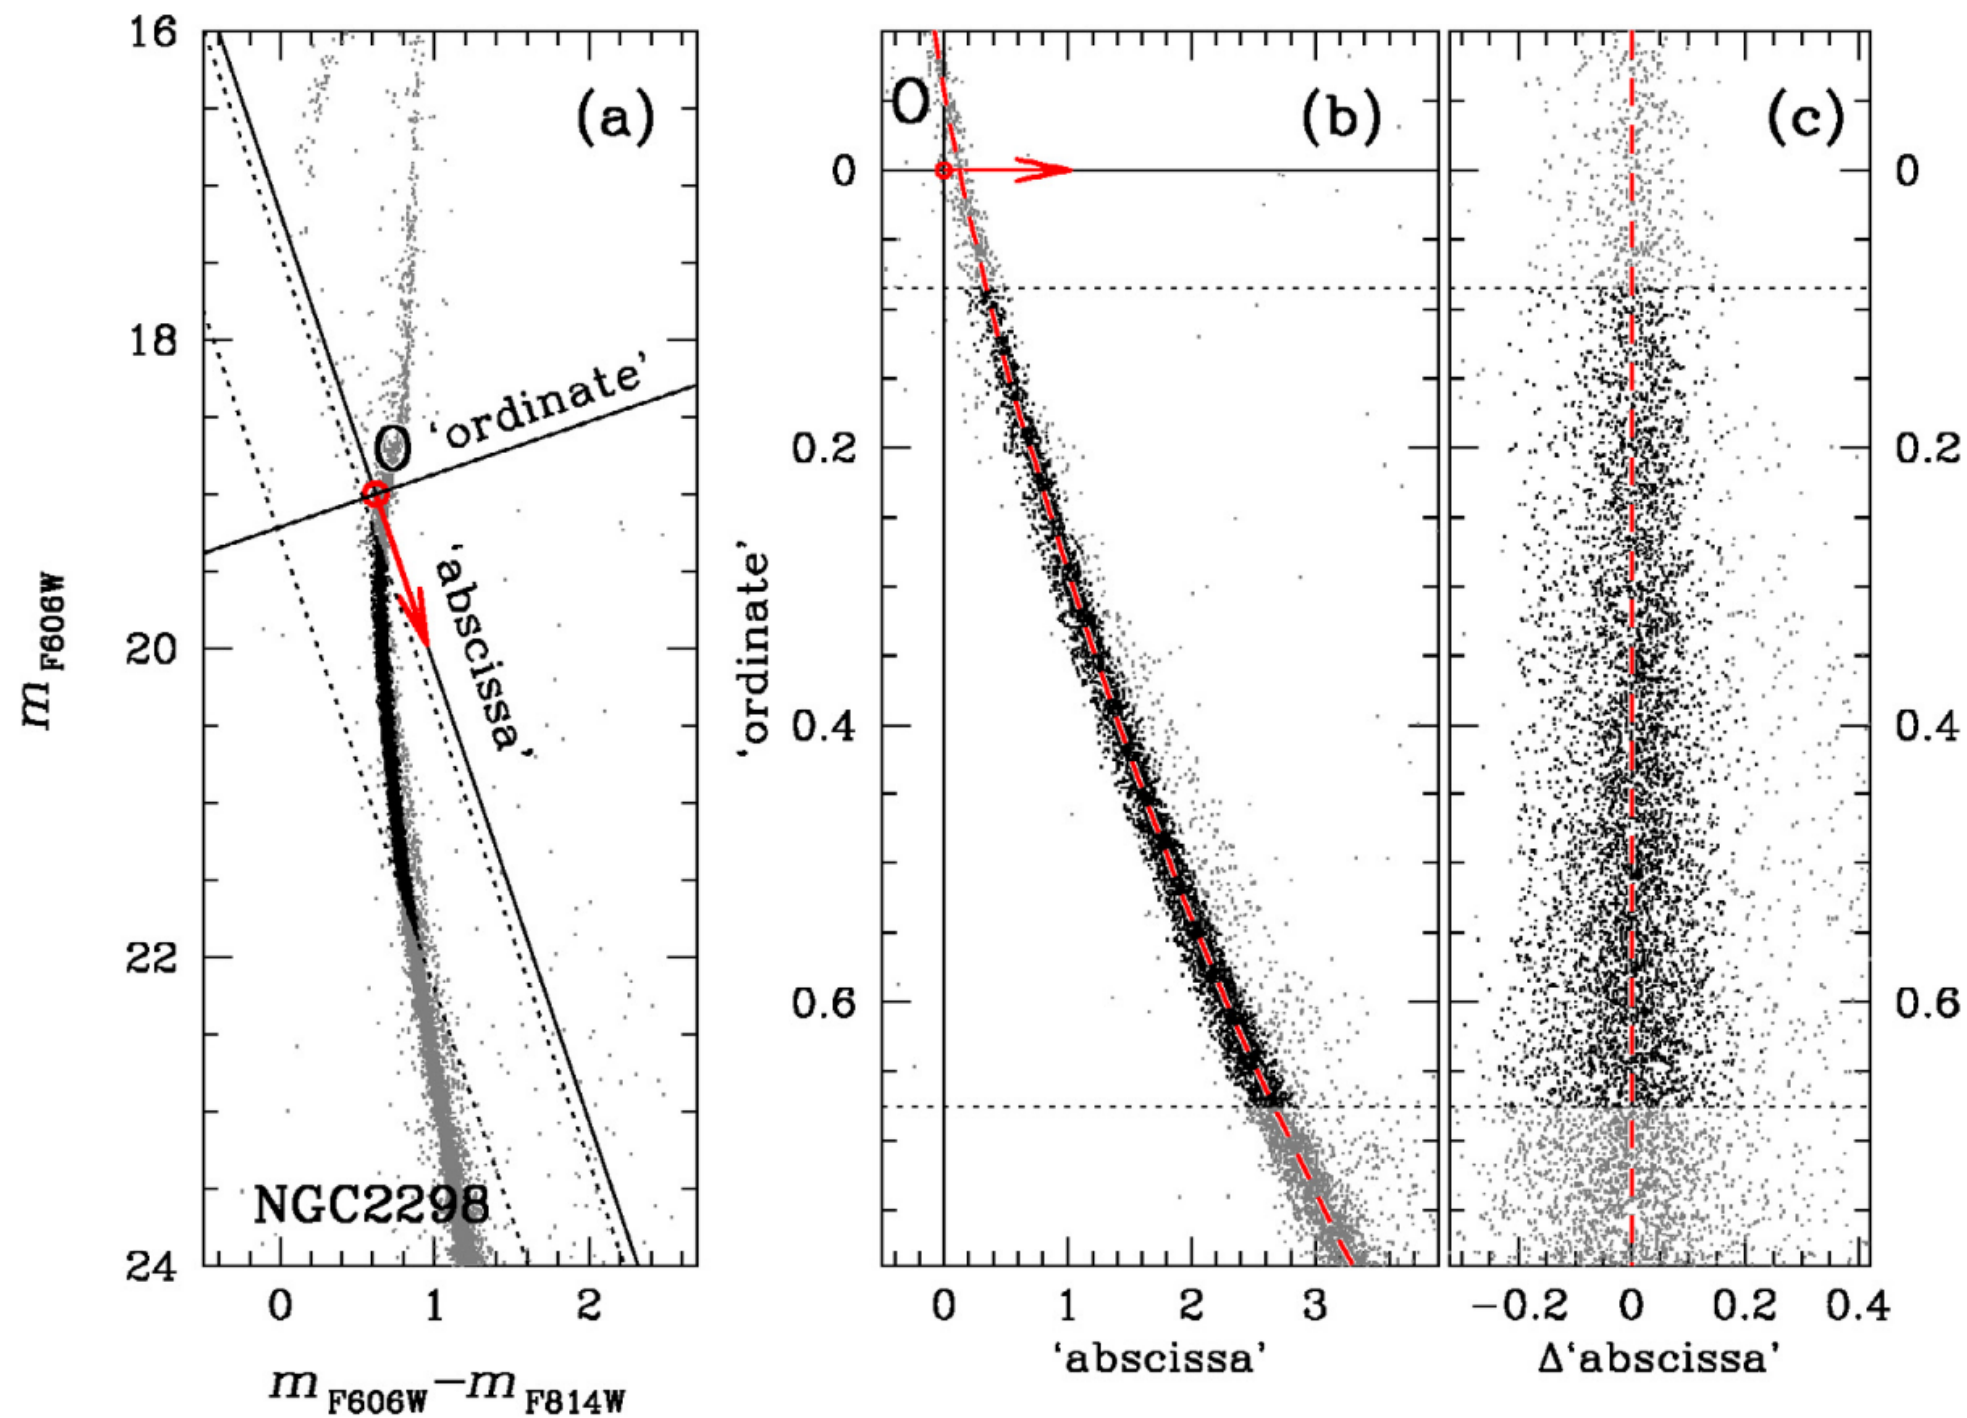 (a)
16
18
20
22
24
m F606W
O
'ordinate'
'abscissa'
NGC2298
0 1 2
m F606W − m F814W
(b)
O
0
0.2
0.4
0.6
'ordinate'
0 1 2 3
'abscissa'
(c)
0
0.2
0.4
0.6
−0.2 0 0.2 0.4
Δ'abscissa'